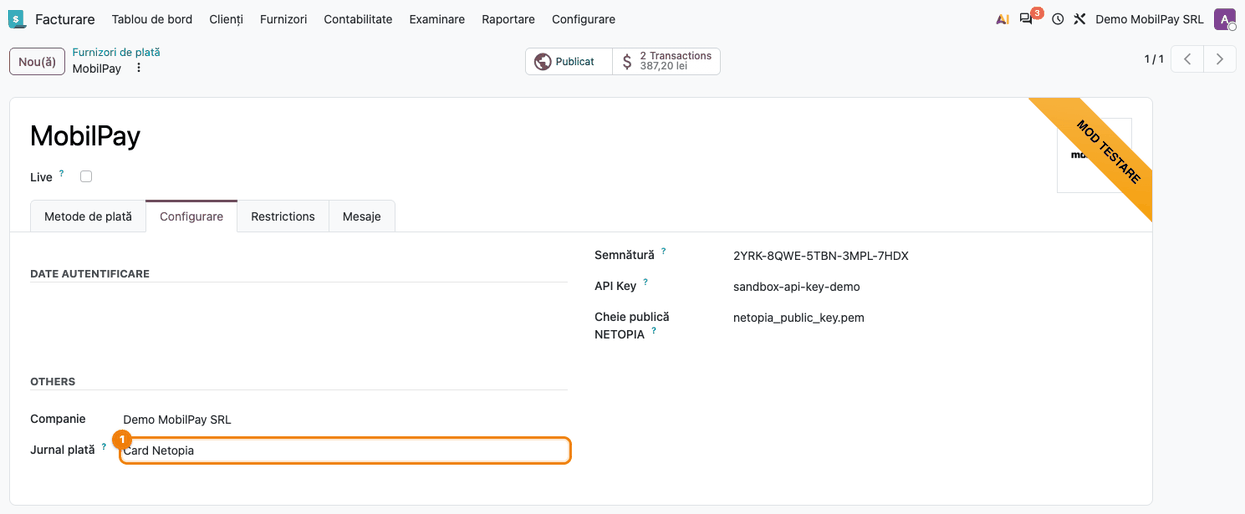 Facturare Tablou de bord Clienți Furnizori Contabilitate Examinare Raportare Configurare AI 3 Demo MobilPay SRL A
Nou(ă) Furnizori de plată
MobilPay
Publicat
2 Transactions
387,20 lei
1 / 1
MobilPay
MOD TESTARE
Live ?
Metode de plată Configurare Restrictions Mesaje
DATE AUTENTIFICARE
Semnătură ? 2YRK-8QWE-5TBN-3MPL-7HDX
API Key ? sandbox-api-key-demo
Cheie publică
NETOPIA ? netopia_public_key.pem
OTHERS
Companie Demo MobilPay SRL
1
Jurnal plată ? Card Netopia